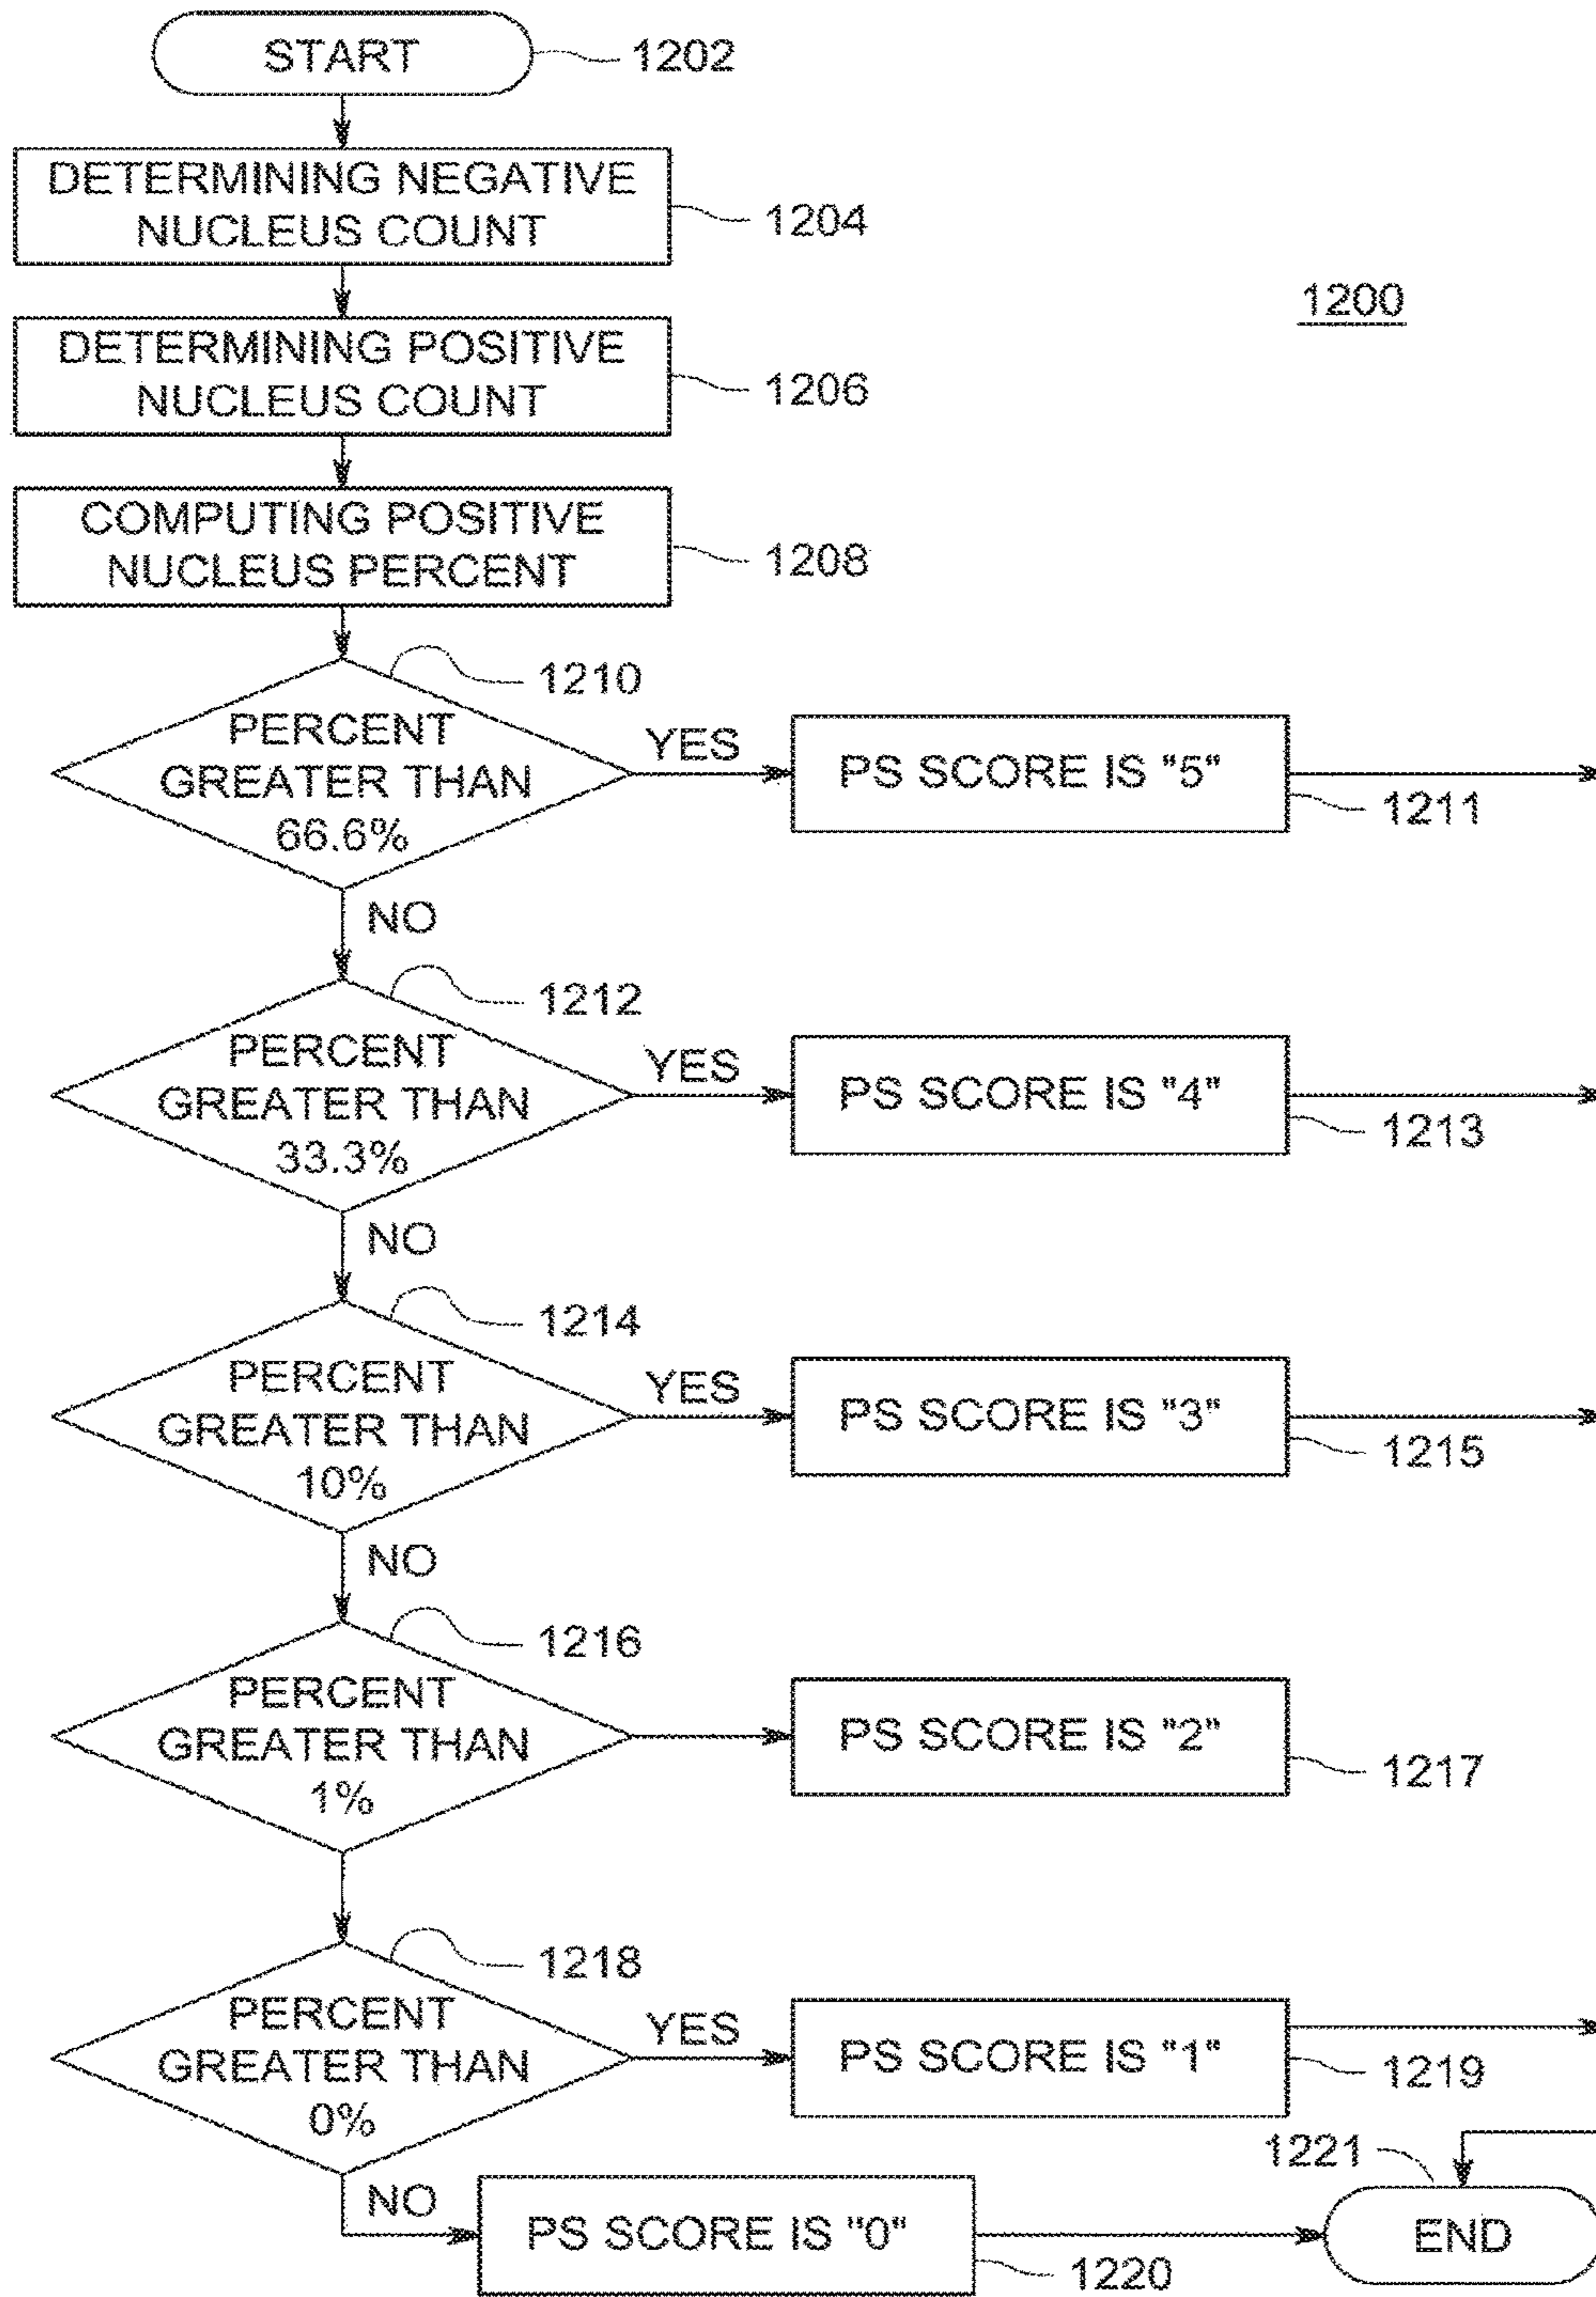 START
1202
DETERMINING NEGATIVE
NUCLEUS COUNT
1204
1200
DETERMINING POSITIVE
NUCLEUS COUNT
1206
COMPUTING POSITIVE
NUCLEUS PERCENT
1208
1210
PERCENT
GREATER THAN
66.6%
YES
PS SCORE IS "5"
1211
NO
1212
PERCENT
GREATER THAN
33.3%
YES
PS SCORE IS "4"
1213
NO
1214
PERCENT
GREATER THAN
10%
YES
PS SCORE IS "3"
1215
NO
1216
PERCENT
GREATER THAN
1%
PS SCORE IS "2"
1217
1218
PERCENT
GREATER THAN
0%
YES
PS SCORE IS "1"
1219
NO
PS SCORE IS "0"
1220
1221
END